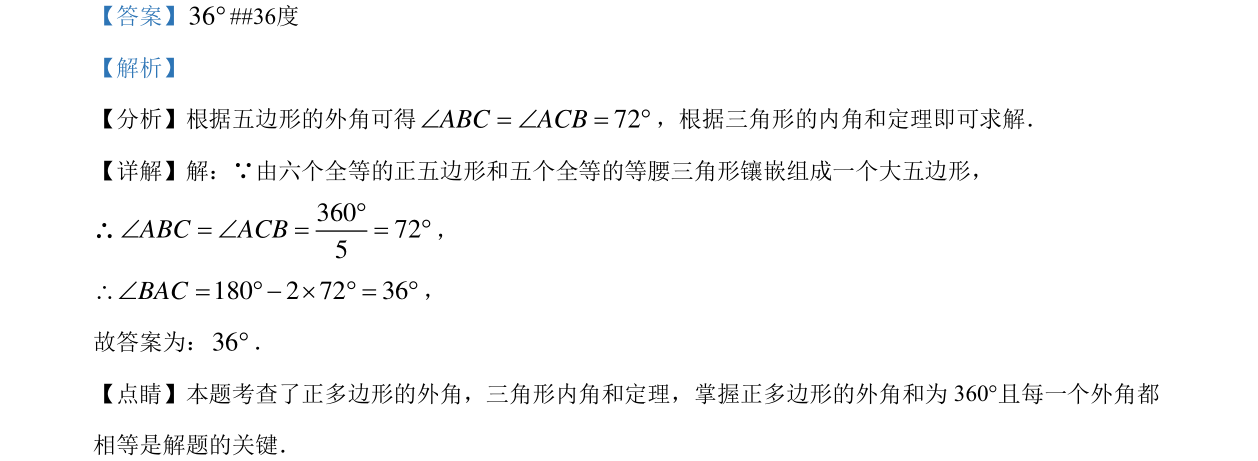 【答案】36°##36度
【解析】
【分析】根据五边形的外角可得∠ABC = ∠ACB = 72°，根据三角形的内角和定理即可求解．
【详解】解：∵由六个全等的正五边形和五个全等的等腰三角形镶嵌组成一个大五边形，
∴ ∠ABC = ∠ACB = \frac{360°}{5} = 72°，
∴∠BAC = 180° − 2×72° = 36°，
故答案为：36°．
【点睛】本题考查了正多边形的外角，三角形内角和定理，掌握正多边形的外角和为 360°且每一个外角都
相等是解题的关键．